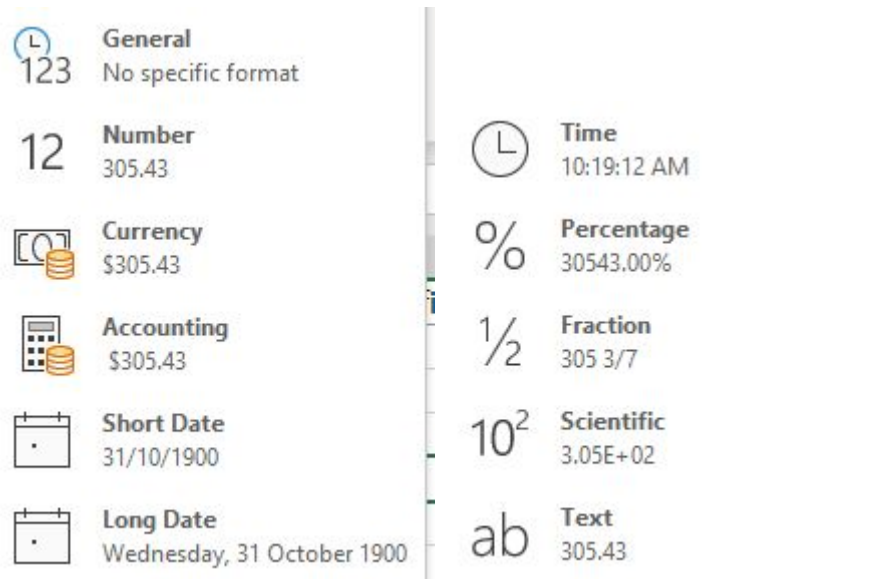 General
123
No specific format
12
Number
305.43
Currency
$305.43
Accounting
$305.43
Short Date
31/10/1900
Long Date
Wednesday, 31 October 1900
Time
10:19:12 AM
%
Percentage
30543.00%
½
Fraction
305 3/7
10²
Scientific
3.05E+02
ab
Text
305.43